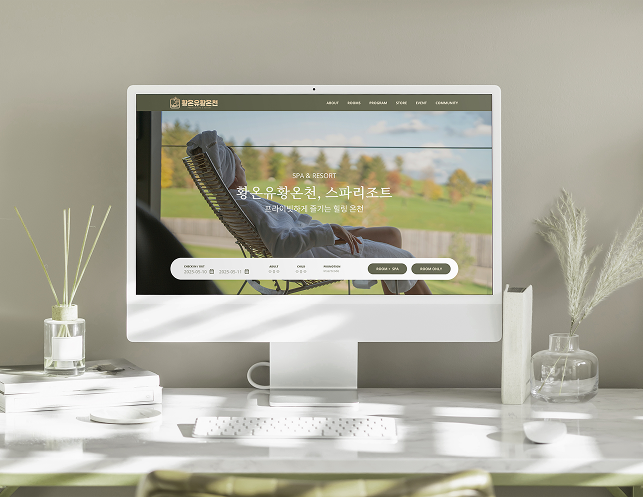 황온유황온천
ABOUT ROOMS PROGRAM STORE EVENT COMMUNITY
SPA & RESORT
황온유황온천, 스파리조트
프라이빗하게 즐기는 힐링 온천
CHECK IN / OUT ADULT CHILD PROMOTION
2025-05-10 2025-05-11
ROOM + SPA ROOM ONLY